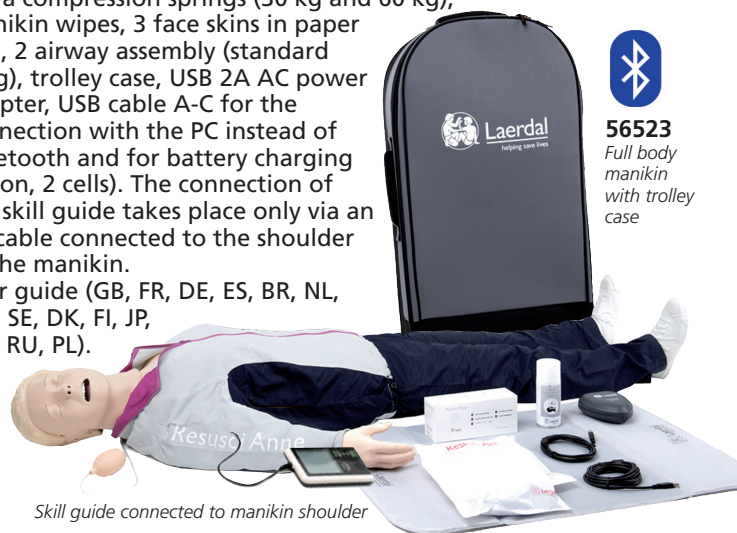 a compression springs (30 kg and 60 kg),
nikin wipes, 3 face skins in paper
, 2 airway assembly (standard
g), trolley case, USB 2A AC power
pter, USB cable A-C for the
nection with the PC instead of
etooth and for battery charging
on, 2 cells). The connection of
skill guide takes place only via an
cable connected to the shoulder
he manikin.
r guide (GB, FR, DE, ES, BR, NL,
SE, DK, FI, JP,
RU, PL).
Laerdal
helping save lives
56523
Full body
manikin
with trolley
case
Resusci Anne
Skill guide connected to manikin shoulder